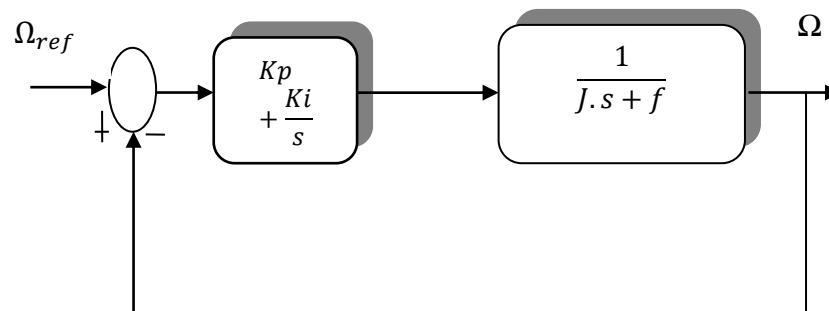 Ω_ref
Ω
Kp
+ Ki/s
1/(J.s + f)
+
−